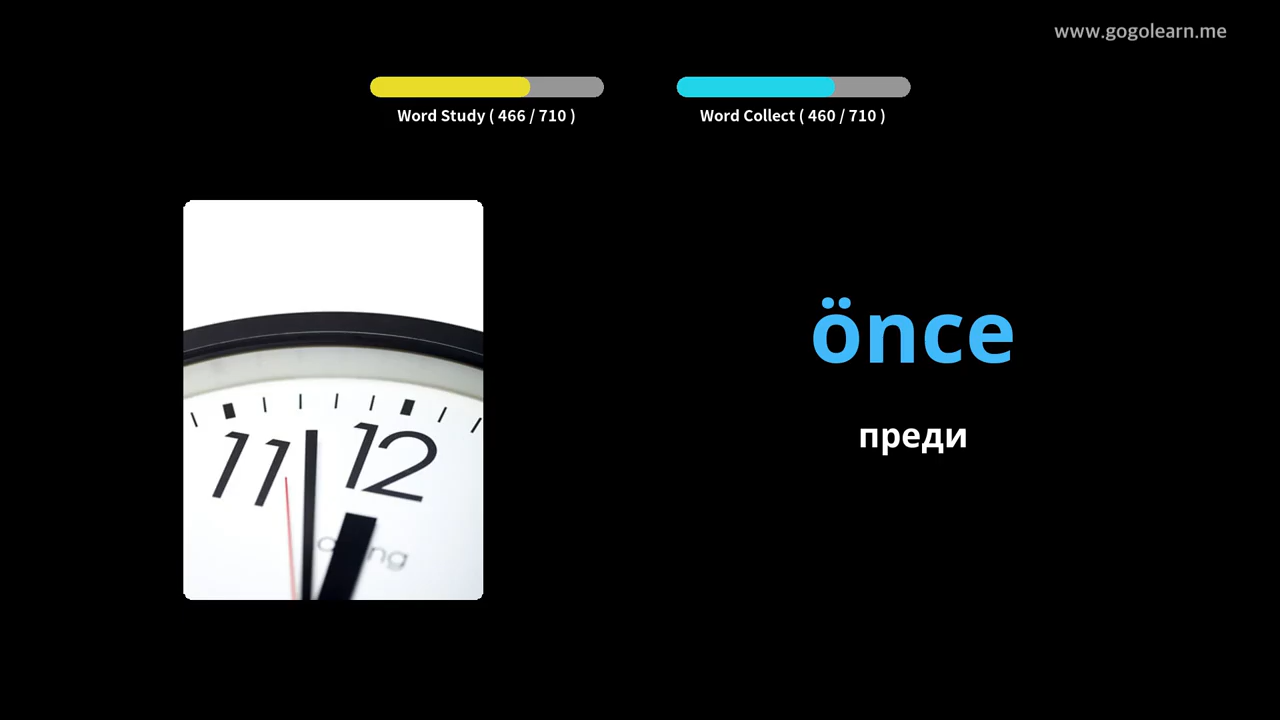 www.gogolearn.me
Word Study ( 466 / 710 )
Word Collect ( 460 / 710 )
11
12
önce
преди